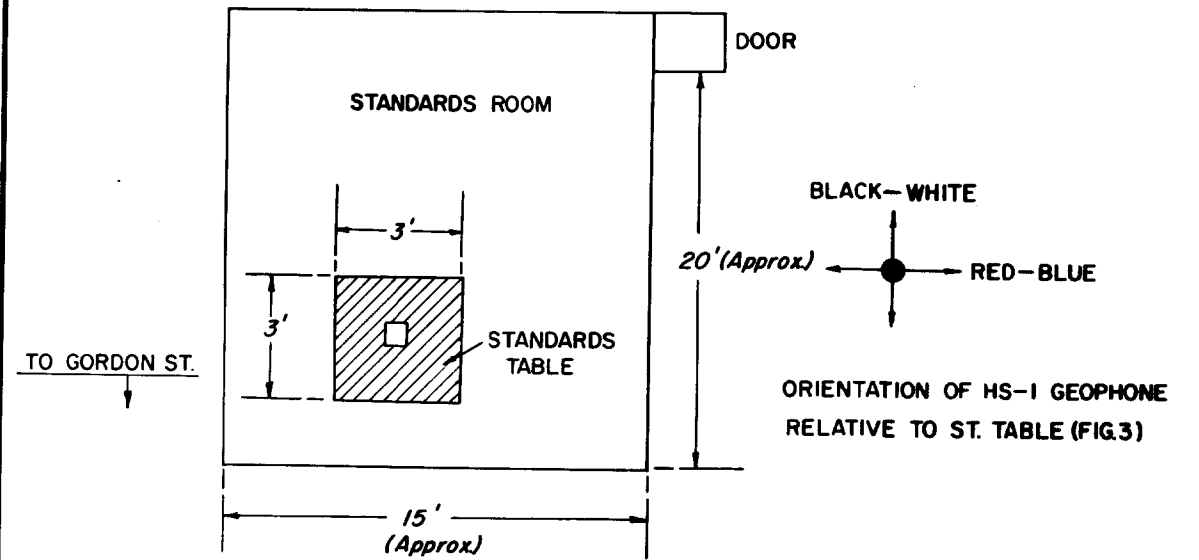 DOOR
STANDARDS ROOM
BLACK-WHITE
3'
20' (Approx.)
RED-BLUE
3'
STANDARDS
TABLE
TO GORDON ST.
ORIENTATION OF HS-1 GEOPHONE
RELATIVE TO ST. TABLE (FIG.3)
15'
(Approx.)